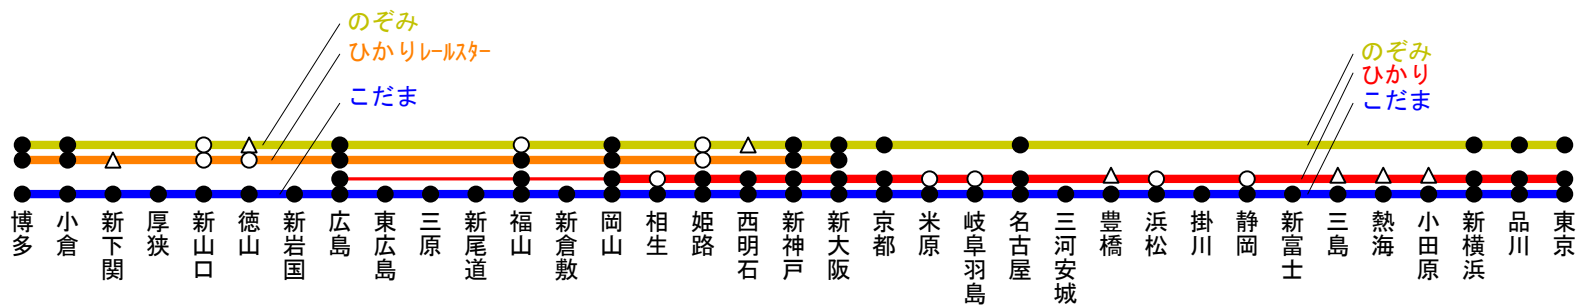 のぞみ
ひかりレールスター
こだま
のぞみ
ひかり
こだま
博多
小倉
新下関
厚狭
新山口
徳山
新岩国
広島
東広島
三原
新尾道
福山
新倉敷
岡山
相生
姫路
西明石
新神戸
新大阪
京都
米原
岐阜羽島
名古屋
三河安城
豊橋
浜松
掛川
静岡
新富士
三島
熱海
小田原
新横浜
品川
東京